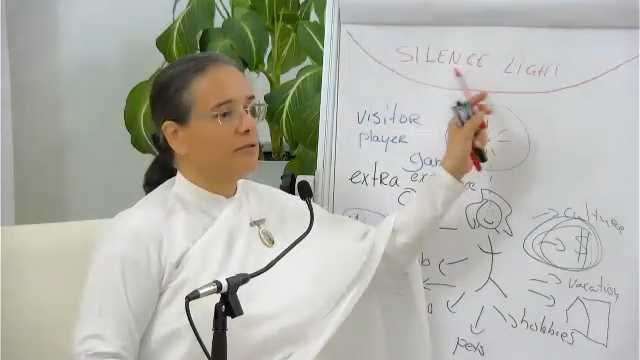 SILENCE LIGHT
visitor
player
extra
culture
$
vacation
hobbies
pets